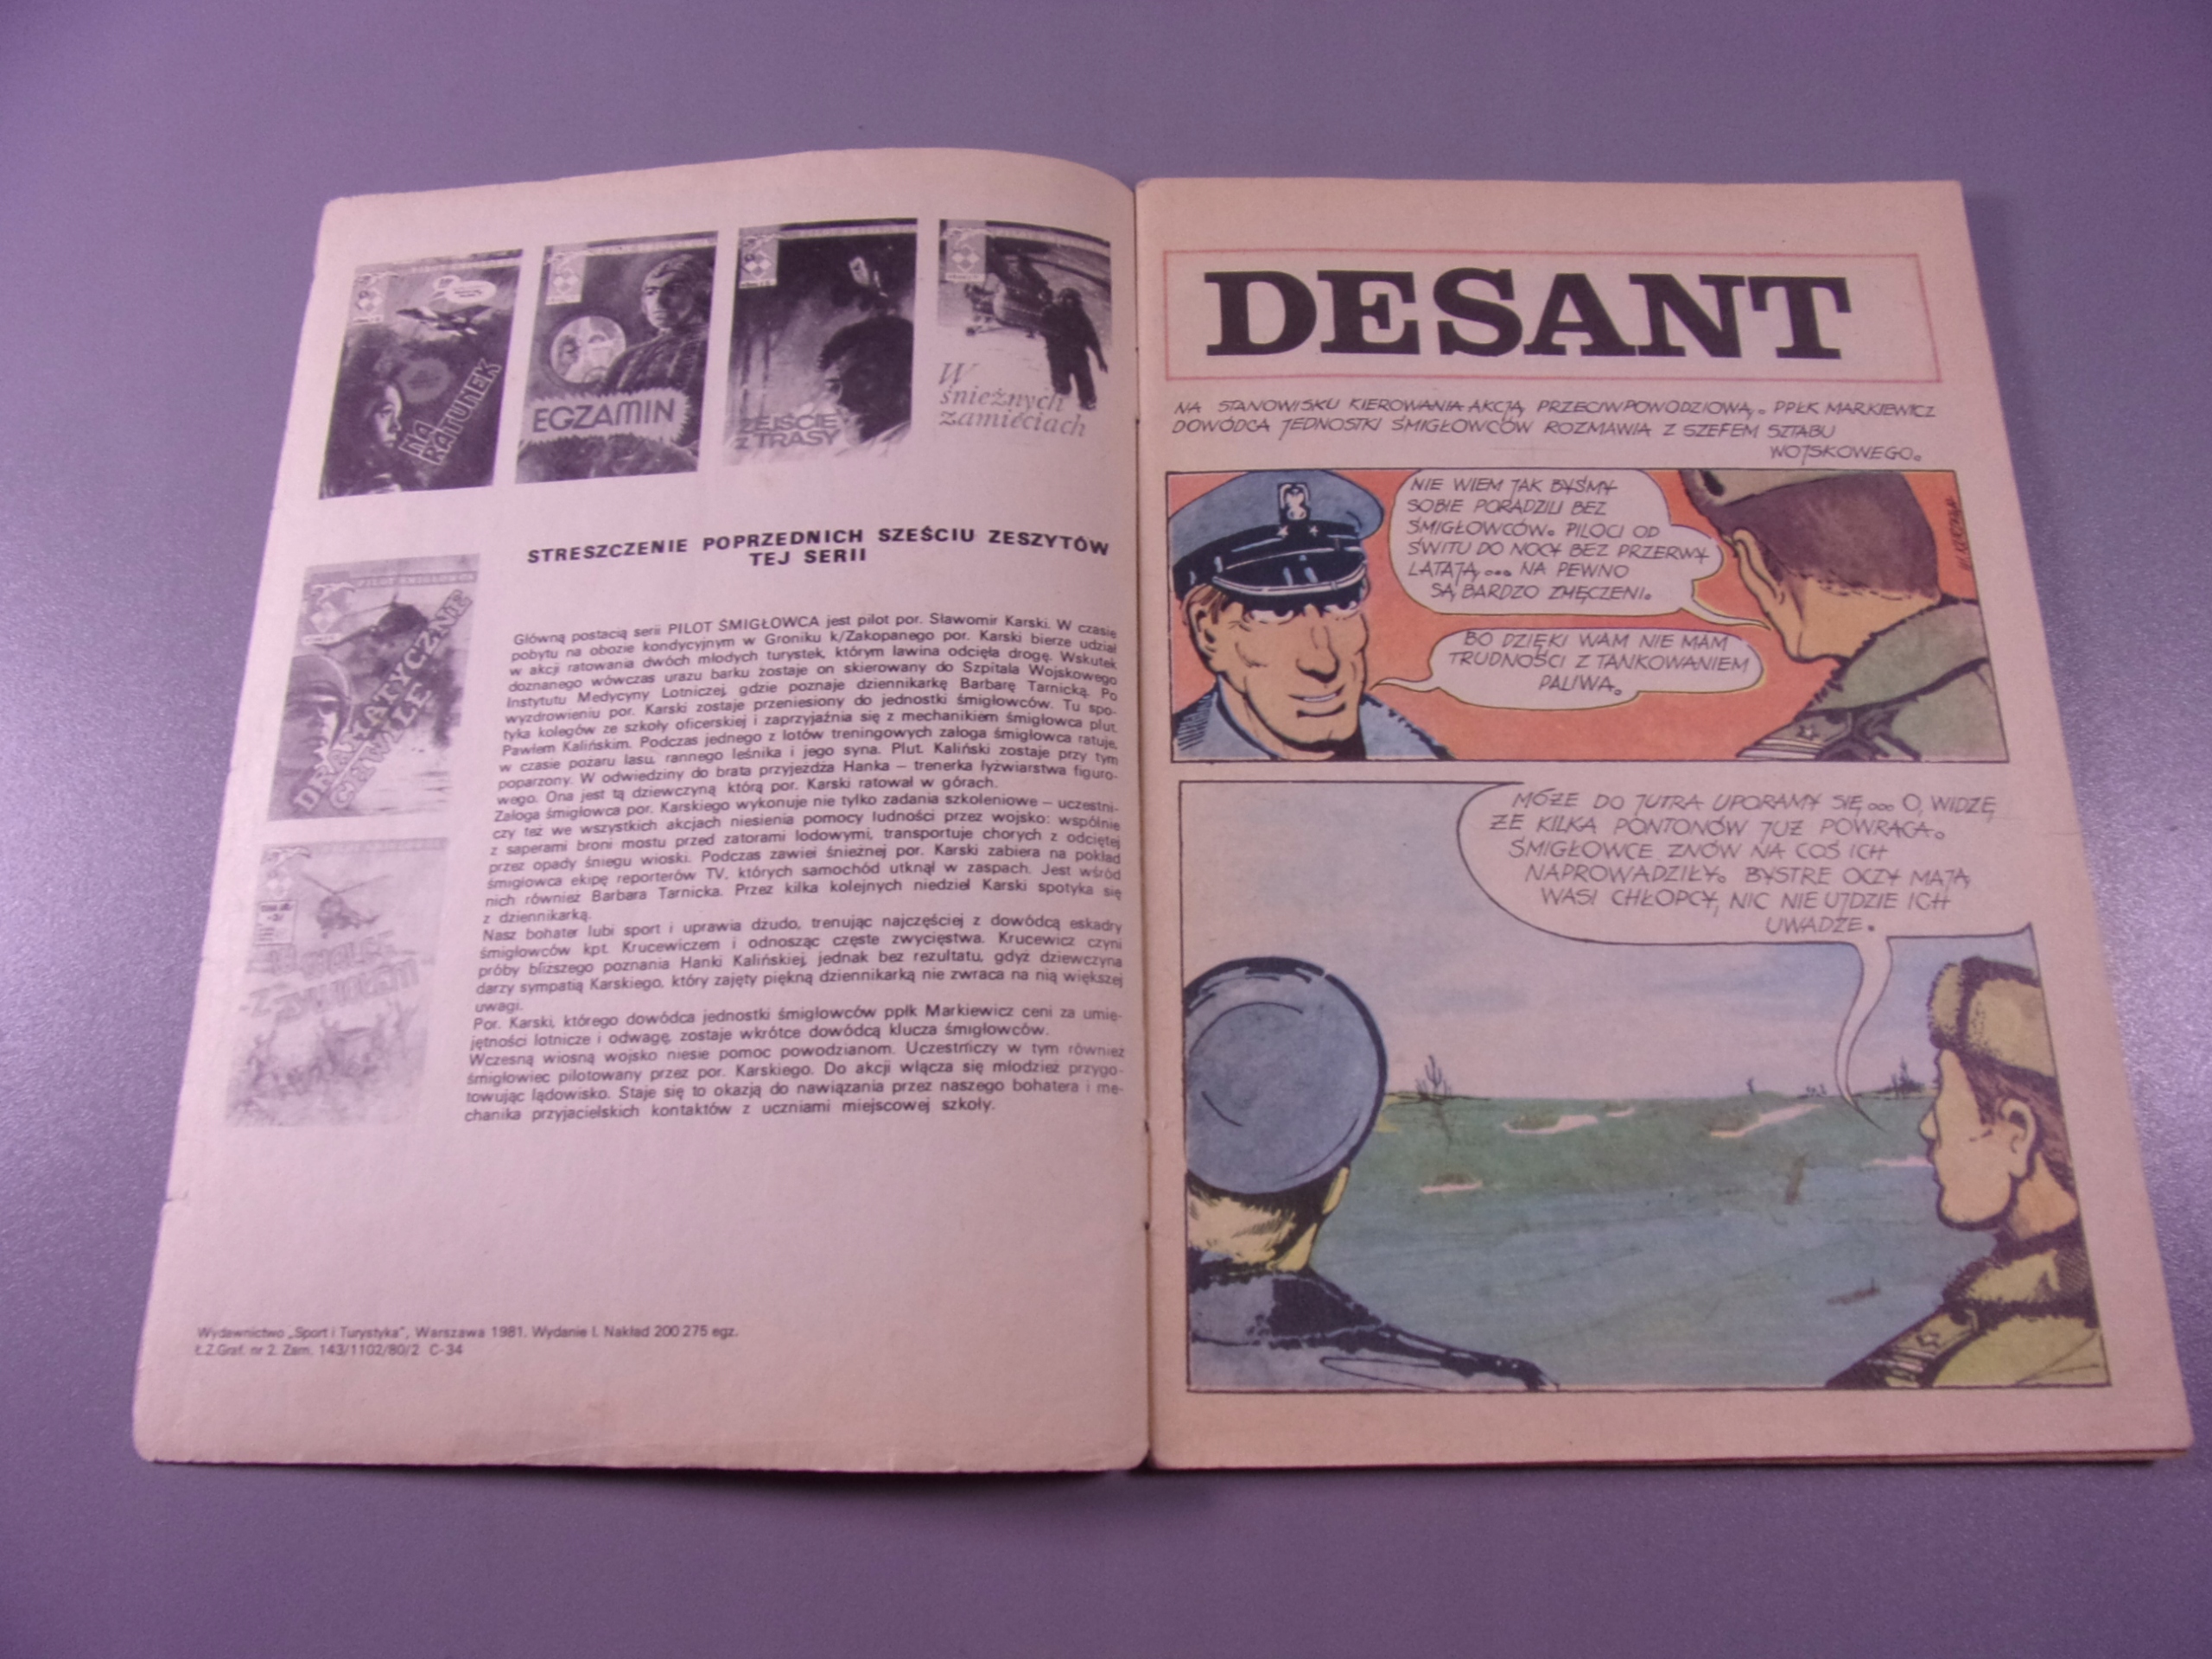 NA RATUNEK
EGZAMIN
ZEJŚCIE
Z TRASY
W
śnieżnych
zamieciach
PILOT ŚMIGŁOWCA
DRAMATYCZNE
CHWILE
STRESZCZENIE POPRZEDNICH SZEŚCIU ZESZYTÓW
TEJ SERII
Główną postacią serii PILOT ŚMIGŁOWCA jest pilot por. Sławomir Karski. W czasie
pobytu na obozie kondycyjnym w Groniku k/Zakopanego por. Karski bierze udział
w akcji ratowania dwóch młodych turystek, którym lawina odcięła drogę. Wskutek
doznanego wówczas urazu barku zostaje on skierowany do Szpitala Wojskowego
Instytutu Medycyny Lotniczej, gdzie poznaje dziennikarkę Barbarę Tarnicką. Po
wyzdrowieniu por. Karski zostaje przeniesiony do jednostki śmigłowców. Tu spo-
tyka kolegów ze szkoły oficerskiej i zaprzyjaźnia się z mechanikiem śmigłowca plut.
Pawłem Kalińskim. Podczas jednego z lotów treningowych załoga śmigłowca ratuje,
w czasie pożaru lasu, rannego leśnika i jego syna. Plut. Kaliński zostaje przy tym
poparzony. W odwiedziny do brata przyjeżdża Hanka – trenerka łyżwiarstwa figuro-
wego. Ona jest tą dziewczyną którą por. Karski ratował w górach.
Załoga śmigłowca por. Karskiego wykonuje nie tylko zadania szkoleniowe – uczestni-
czy też we wszystkich akcjach niesienia pomocy ludności przez wojsko: wspólnie
z saperami broni mostu przed zatorami lodowymi, transportuje chorych z odciętej
przez opady śniegu wioski. Podczas zawiei śnieżnej por. Karski zabiera na pokład
śmigłowca ekipę reporterów TV, których samochód utknął w zaspach. Jest wśród
nich również Barbara Tarnicka. Przez kilka kolejnych niedziel Karski spotyka się
z dziennikarką.
Nasz bohater lubi sport i uprawia dżudo, trenując najczęściej z dowódcą eskadry
śmigłowców kpt. Krucewiczem i odnosząc częste zwycięstwa. Krucewicz czyni
próby bliższego poznania Hanki Kalińskiej, jednak bez rezultatu, gdyż dziewczyna
darzy sympatią Karskiego, który zajęty piękną dziennikarką nie zwraca na nią większej
uwagi.
Por. Karski, którego dowódca jednostki śmigłowców ppłk Markiewicz ceni za umie-
jętności lotnicze i odwagę, zostaje wkrótce dowódcą klucza śmigłowców.
Wczesną wiosną wojsko niesie pomoc powodzianom. Uczestniczy w tym również
śmigłowiec pilotowany przez por. Karskiego. Do akcji włącza się młodzież przygo-
towując lądowisko. Staje się to okazją do nawiązania przez naszego bohatera i me-
chanika przyjacielskich kontaktów z uczniami miejscowej szkoły.
Wydawnictwo „Sport i Turystyka”, Warszawa 1981. Wydanie I. Nakład 200 275 egz.
Ł.Z.Graf. nr 2. Zam. 143/1102/80/2 C-34
DESANT
NA STANOWISKU KIEROWANIA AKCJĄ PRZECIWPOWODZIOWĄ. PPŁK MARKIEWICZ
DOWÓDCA JEDNOSTKI ŚMIGŁOWCÓW ROZMAWIA Z SZEFEM SZTABU
WOJSKOWEGO.
NIE WIEM JAK BYŚMY
SOBIE PORADZILI BEZ
ŚMIGŁOWCÓW. PILOCI OD
ŚWITU DO NOCY BEZ PRZERWY
LATAJĄ... NA PEWNO
SĄ BARDZO ZMĘCZENI.
BO DZIĘKI WAM NIE MAM
TRUDNOŚCI Z TANKOWANIEM
PALIWA.
MOŻE DO JUTRA UPORAMY SIĘ... O, WIDZĘ
ŻE KILKA PONTONÓW JUŻ POWRACA.
ŚMIGŁOWCE ZNÓW NA COŚ ICH
NAPROWADZIŁY. BYSTRE OCZY MAJĄ
WASI CHŁOPCY, NIC NIE UJDZIE ICH
UWADZE.